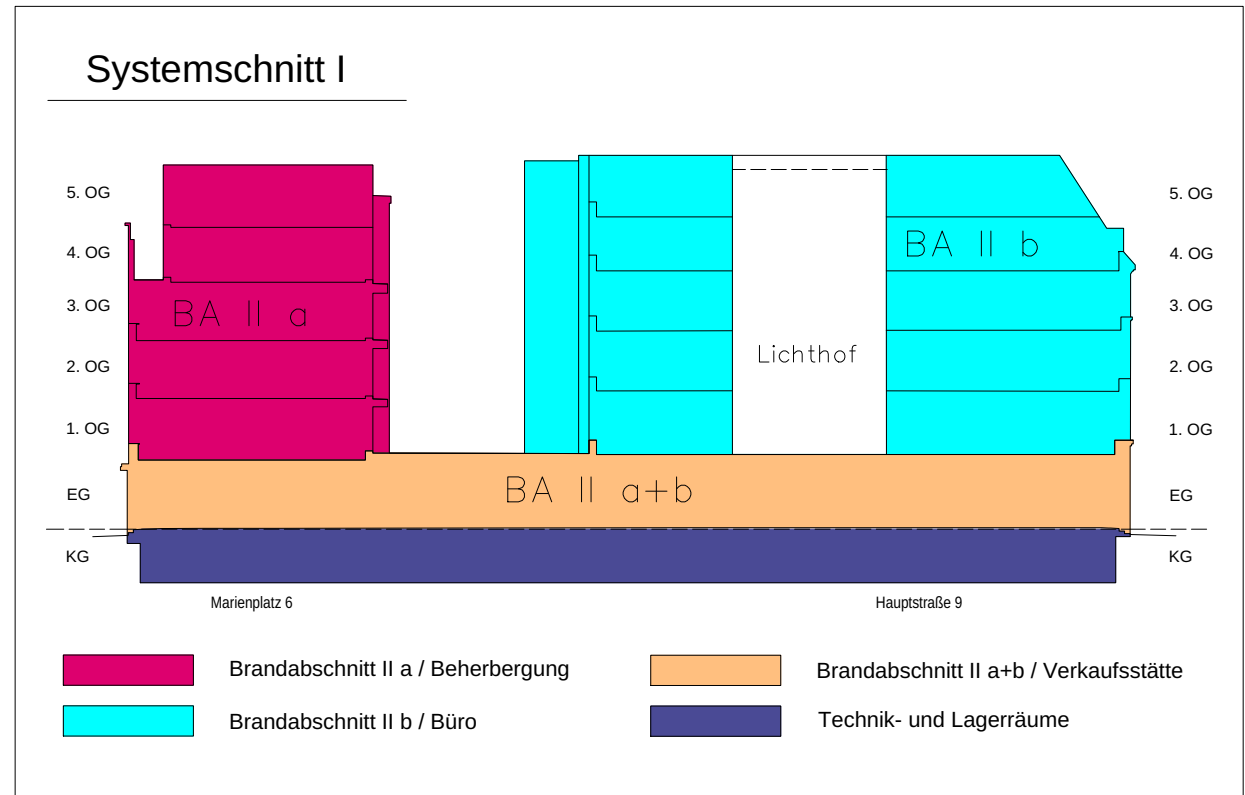 Systemschnitt I
5. OG
5. OG
4. OG
BA II b
4. OG
3. OG
BA II a
3. OG
Lichthof
2. OG
2. OG
1. OG
1. OG
EG
BA II a+b
EG
KG
KG
Marienplatz 6
Hauptstraße 9
Brandabschnitt II a / Beherbergung
Brandabschnitt II a+b / Verkaufsstätte
Brandabschnitt II b / Büro
Technik- und Lagerräume